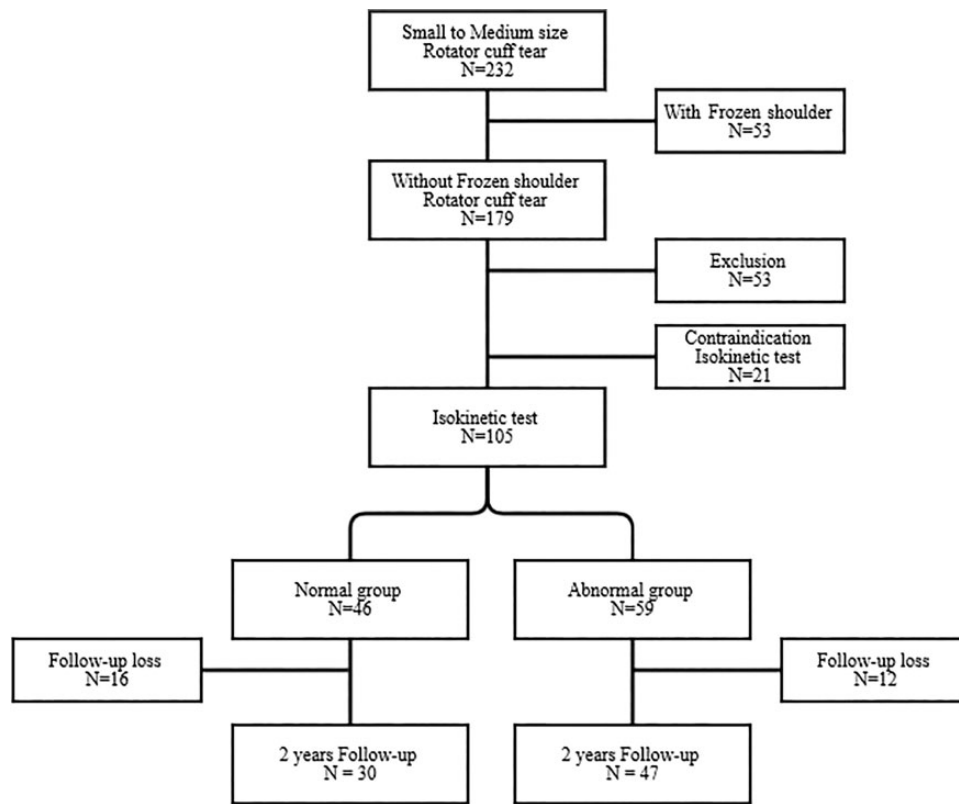 Small to Medium size
Rotator cuff tear
N=232
With Frozen shoulder
N=53
Without Frozen shoulder
Rotator cuff tear
N=179
Exclusion
N=53
Contraindication
Isokinetic test
N=21
Isokinetic test
N=105
Normal group
N=46
Abnormal group
N=59
Follow-up loss
N=16
Follow-up loss
N=12
2 years Follow-up
N = 30
2 years Follow-up
N = 47